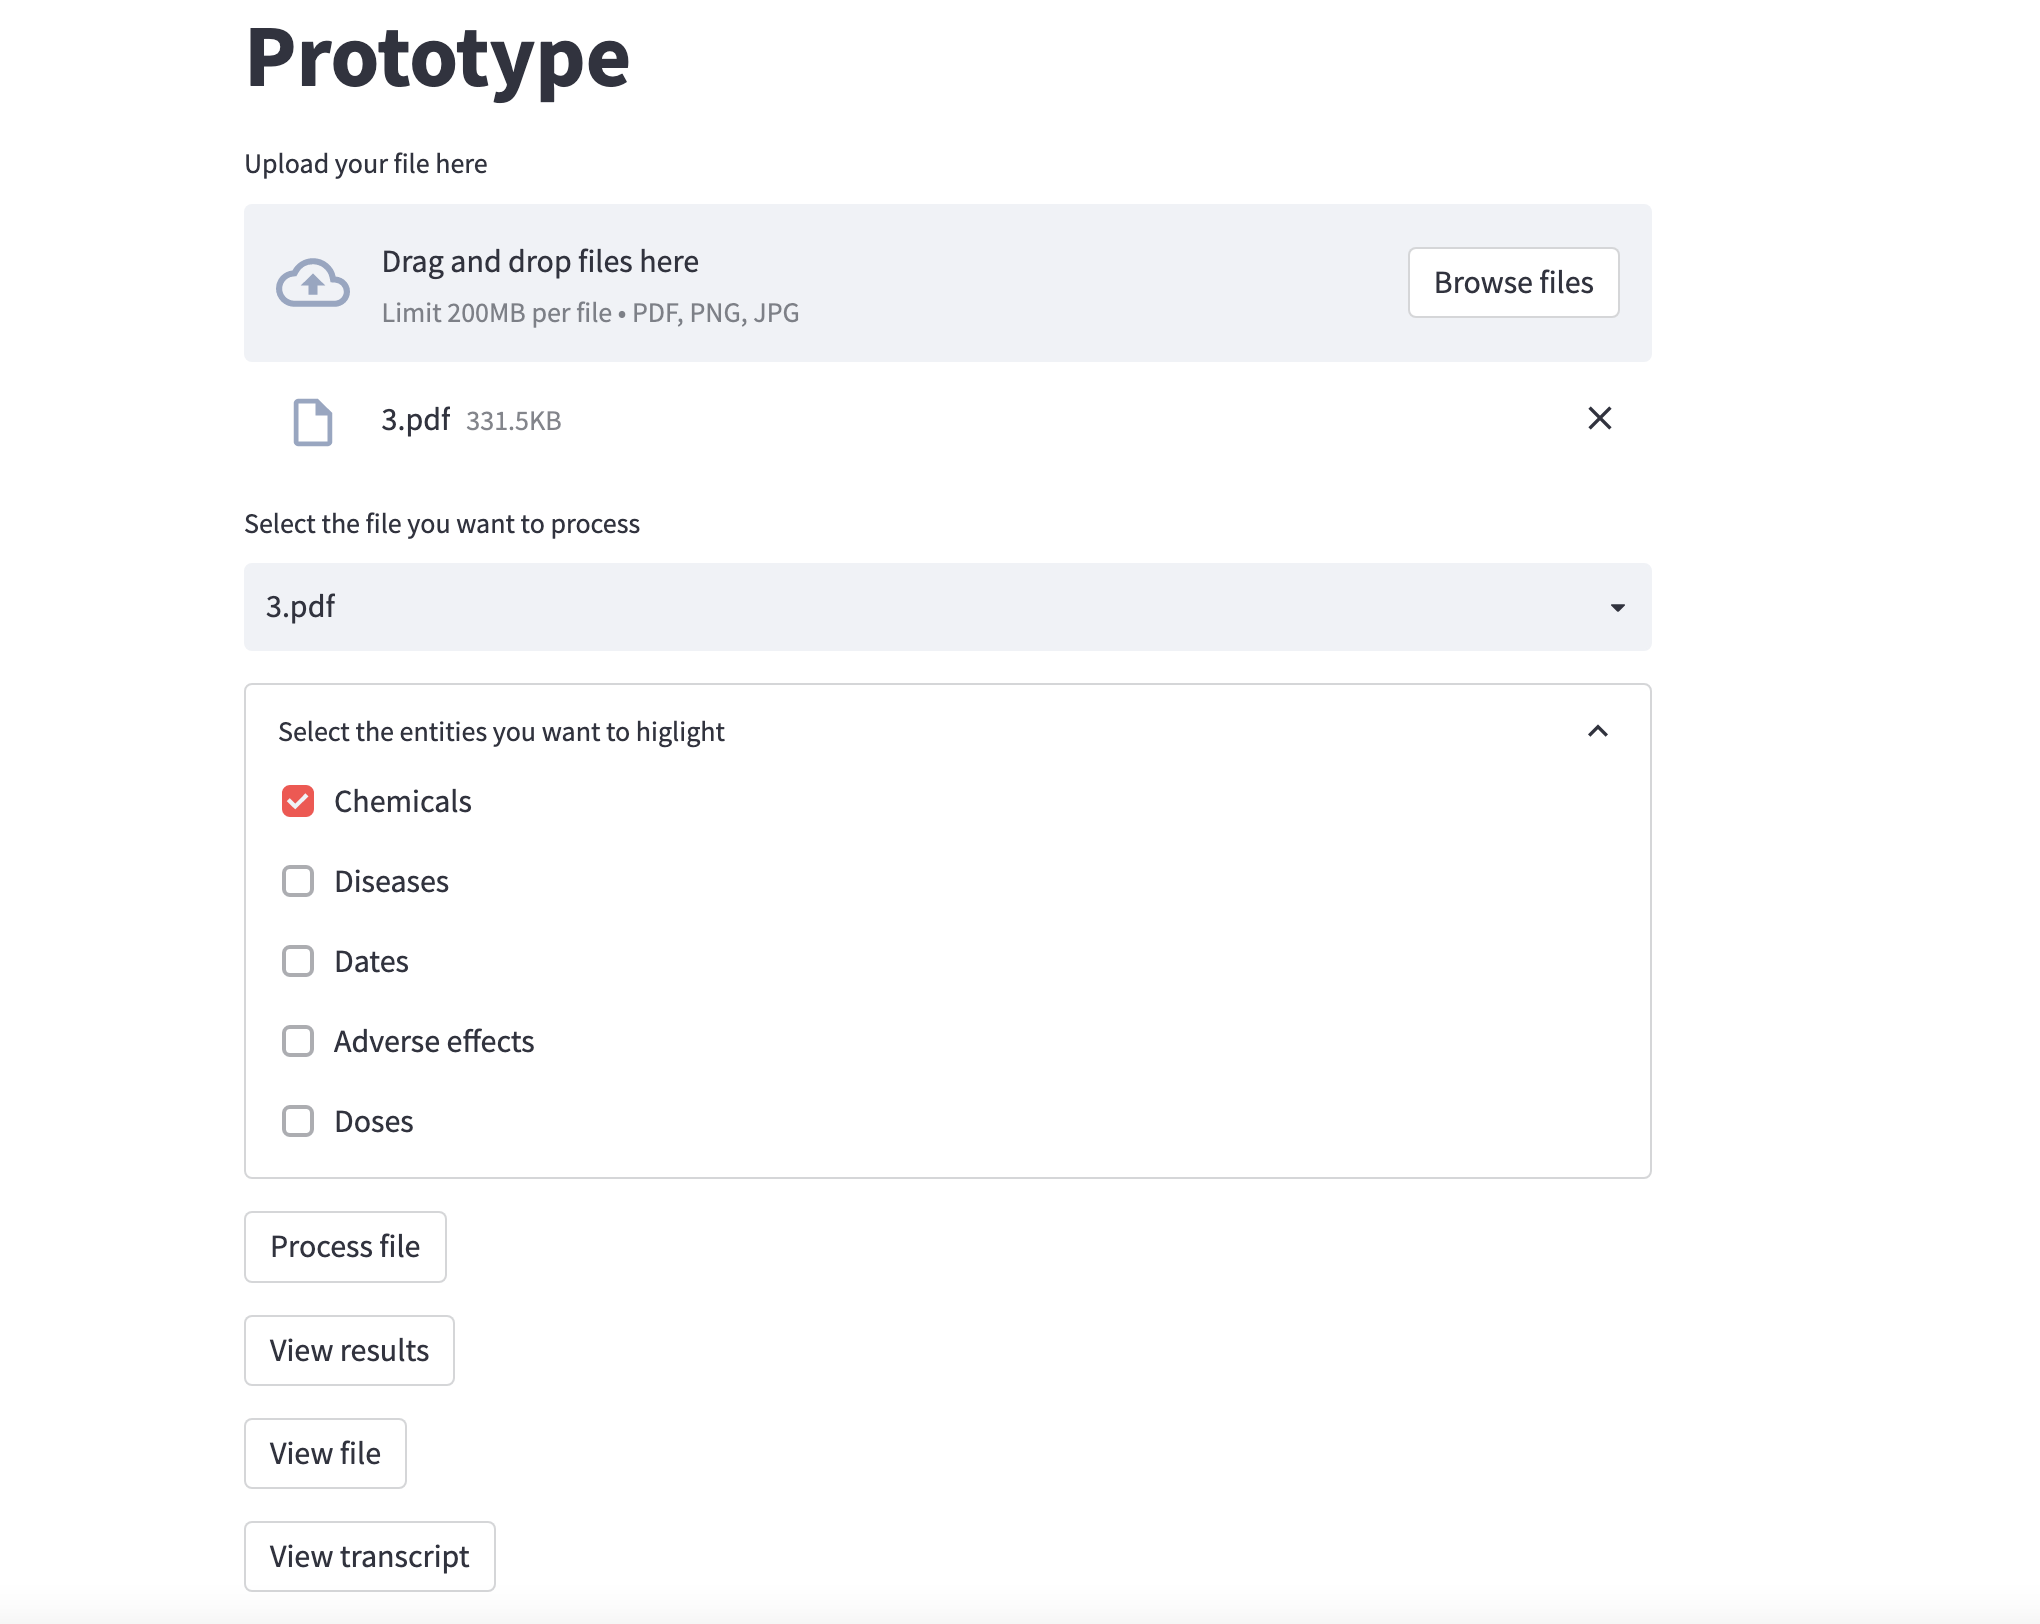 Prototype
Upload your file here
Drag and drop files here
Limit 200MB per file • PDF, PNG, JPG
Browse files
3.pdf 331.5KB
Select the file you want to process
3.pdf
Select the entities you want to higlight
Chemicals
Diseases
Dates
Adverse effects
Doses
Process file
View results
View file
View transcript